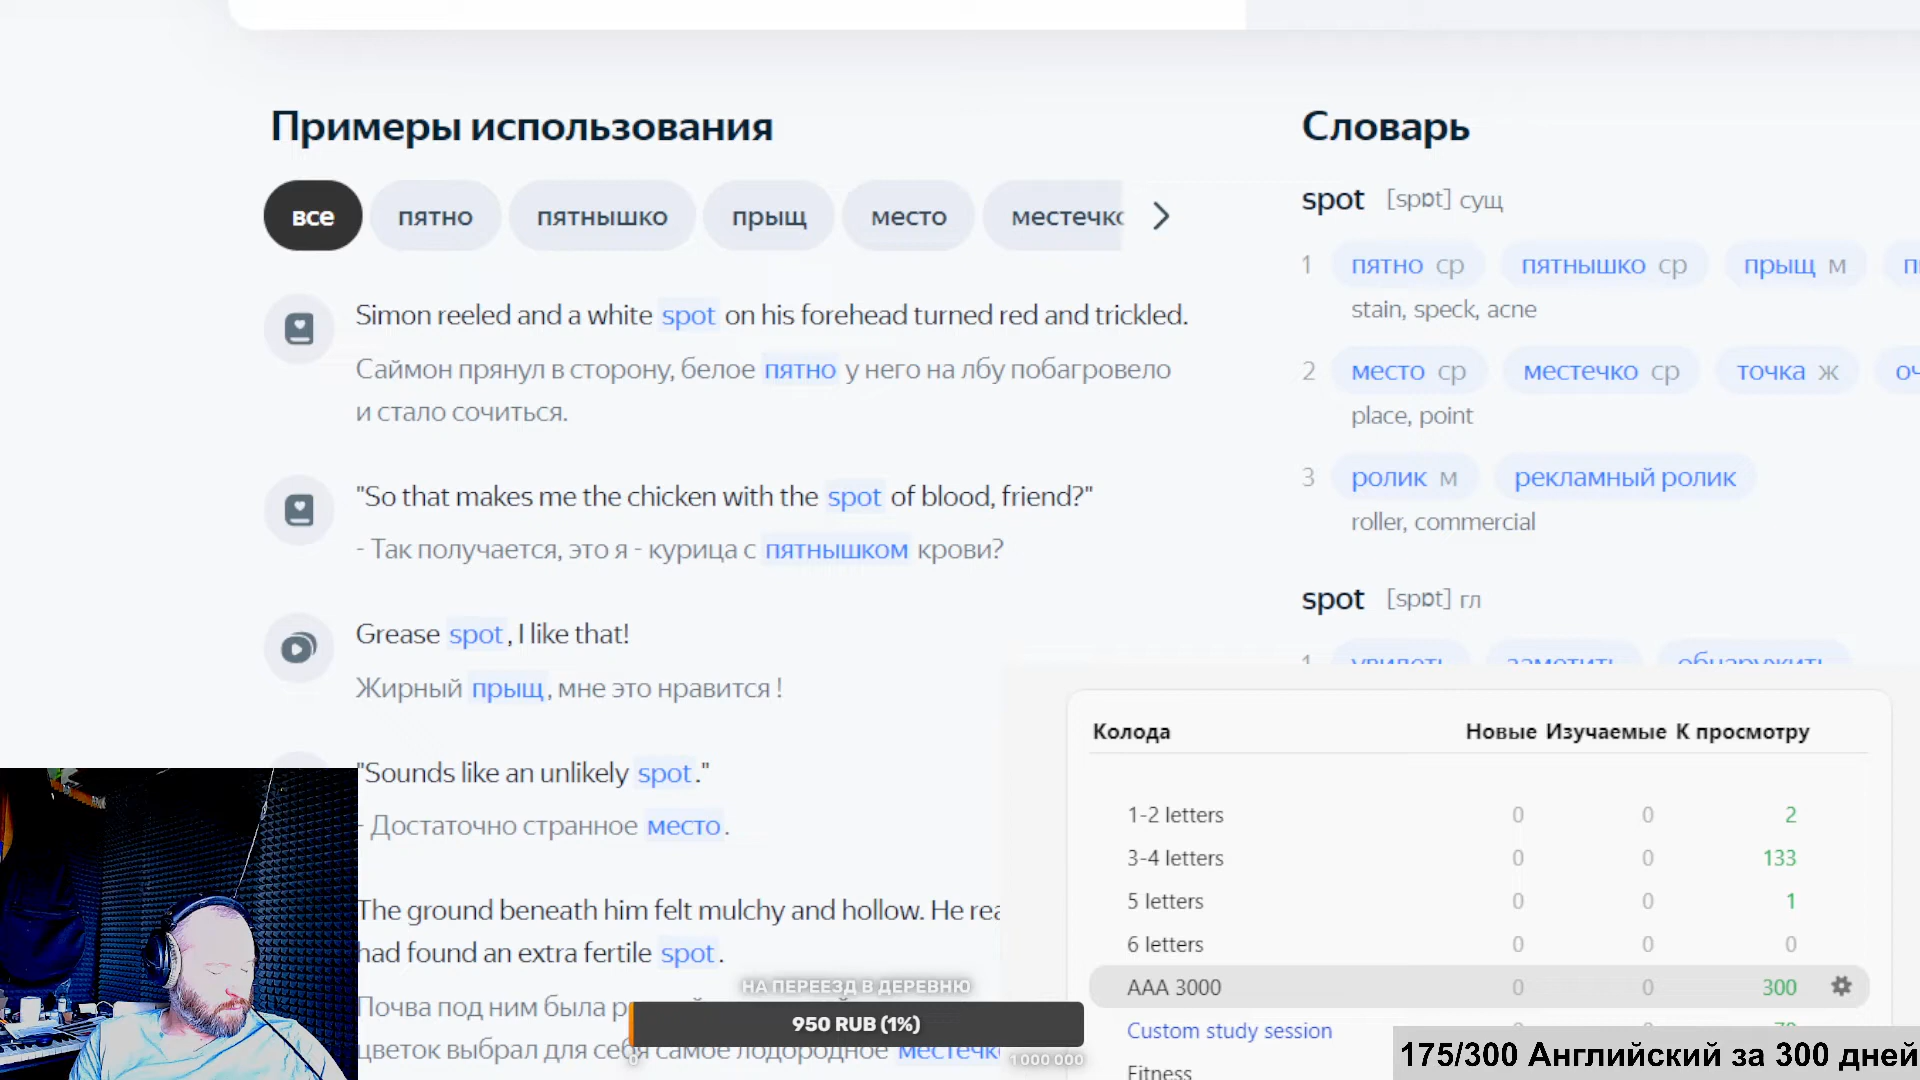 Примеры использования
все
пятно
пятнышко
прыщ
место
Simon reeled and a white spot on his forehead turned red and trickled.
Саймон прянул в сторону, белое пятно у него на лбу побагровело
и стало сочиться.
"So that makes me the chicken with the spot of blood, friend?"
- Так получается, это я - курица с пятнышком крови?
Grease spot, I like that!
Жирный прыщ, мне это нравится !
"Sounds like an unlikely spot."
- Достаточно странное место.
The ground beneath him felt mulchy and hollow. He
had found an extra fertile spot.
Почва под ним была
цветок выбрал для себя самое
Словарь
spot [spɒt] сущ
1 пятно ср пятнышко ср прыщ м
stain, speck, acne
2 место ср местечко ср точка ж
place, point
3 ролик м рекламный ролик
roller, commercial
spot [spɒt] гл
1 увидеть заметить обнаружить
Колода Новые Изучаемые К просмотру
1-2 letters 0 0 2
3-4 letters 0 0 133
5 letters 0 0 1
6 letters 0 0 0
AAA 3000 0 0 300
Custom study session
Fitness
НА ПЕРЕЕЗД В ДЕРЕВНЮ
950 RUB (1%)
0 1 000 000
175/300 Английский за 300 дней